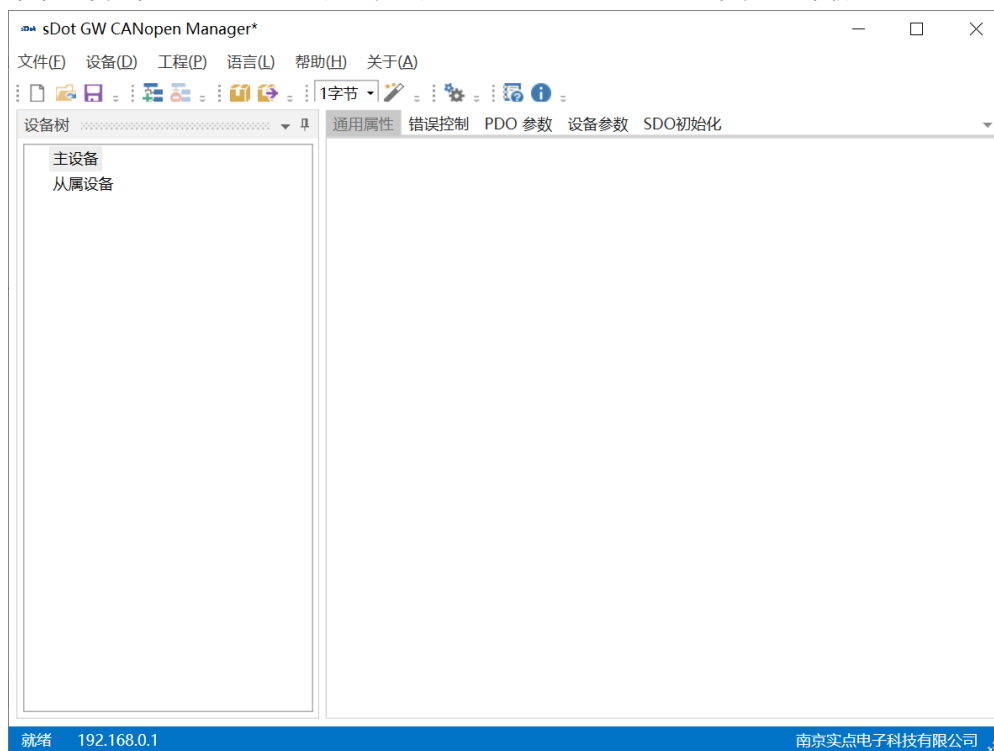 sDot sDot GW CANopen Manager*
文件(F) 设备(D) 工程(P) 语言(L) 帮助(H) 关于(A)
1字节
设备树
通用属性 错误控制 PDO 参数 设备参数 SDO初始化
主设备
从属设备
就绪 192.168.0.1 南京实点电子科技有限公司